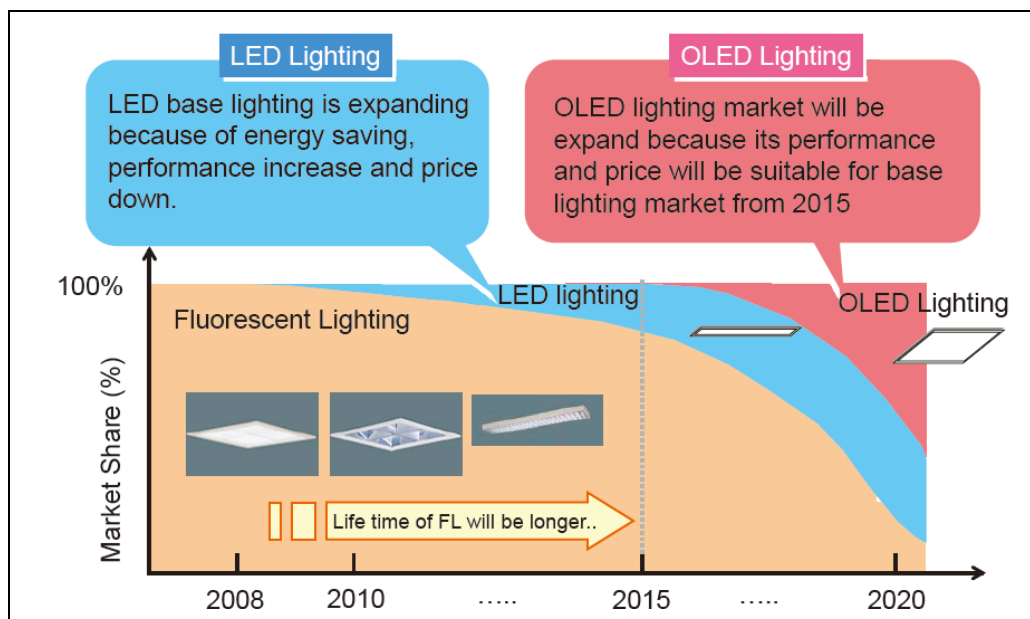 LED Lighting
LED base lighting is expanding
because of energy saving,
performance increase and price
down.
OLED Lighting
OLED lighting market will be
expand because its performance
and price will be suitable for base
lighting market from 2015
100%
Market Share (%)
Fluorescent Lighting
LED lighting
OLED Lighting
Life time of FL will be longer..
2008
2010
.....
2015
.....
2020